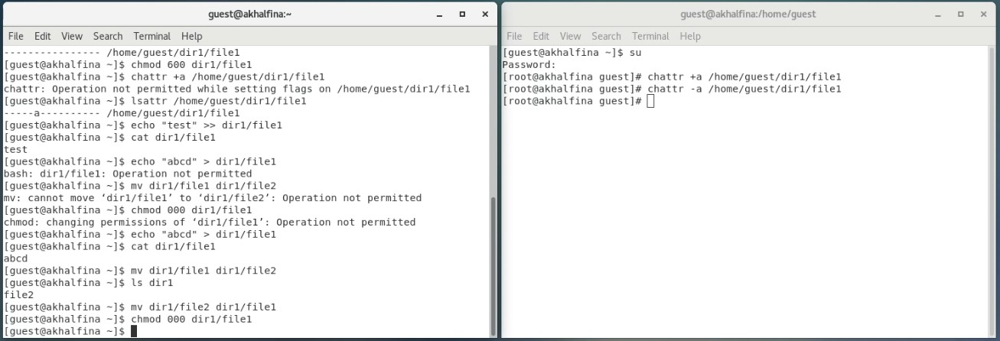 guest@akhalfina:~
File Edit View Search Terminal Help
---------------- /home/guest/dir1/file1
[guest@akhalfina ~]$ chmod 600 dir1/file1
[guest@akhalfina ~]$ chattr +a /home/guest/dir1/file1
chattr: Operation not permitted while setting flags on /home/guest/dir1/file1
[guest@akhalfina ~]$ lsattr /home/guest/dir1/file1
-----a---------- /home/guest/dir1/file1
[guest@akhalfina ~]$ echo "test" >> dir1/file1
[guest@akhalfina ~]$ cat dir1/file1
test
[guest@akhalfina ~]$ echo "abcd" > dir1/file1
bash: dir1/file1: Operation not permitted
[guest@akhalfina ~]$ mv dir1/file1 dir1/file2
mv: cannot move ‘dir1/file1’ to ‘dir1/file2’: Operation not permitted
[guest@akhalfina ~]$ chmod 000 dir1/file1
chmod: changing permissions of ‘dir1/file1’: Operation not permitted
[guest@akhalfina ~]$ echo "abcd" > dir1/file1
[guest@akhalfina ~]$ cat dir1/file1
abcd
[guest@akhalfina ~]$ mv dir1/file1 dir1/file2
[guest@akhalfina ~]$ ls dir1
file2
[guest@akhalfina ~]$ mv dir1/file2 dir1/file1
[guest@akhalfina ~]$ chmod 000 dir1/file1
[guest@akhalfina ~]$
guest@akhalfina:/home/guest
File Edit View Search Terminal Help
[guest@akhalfina ~]$ su
Password:
[root@akhalfina guest]# chattr +a /home/guest/dir1/file1
[root@akhalfina guest]# chattr -a /home/guest/dir1/file1
[root@akhalfina guest]#